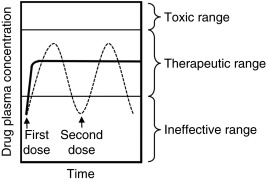 Toxic range
Drug plasma concentration
Therapeutic range
Ineffective range
First
dose
Second
dose
Time